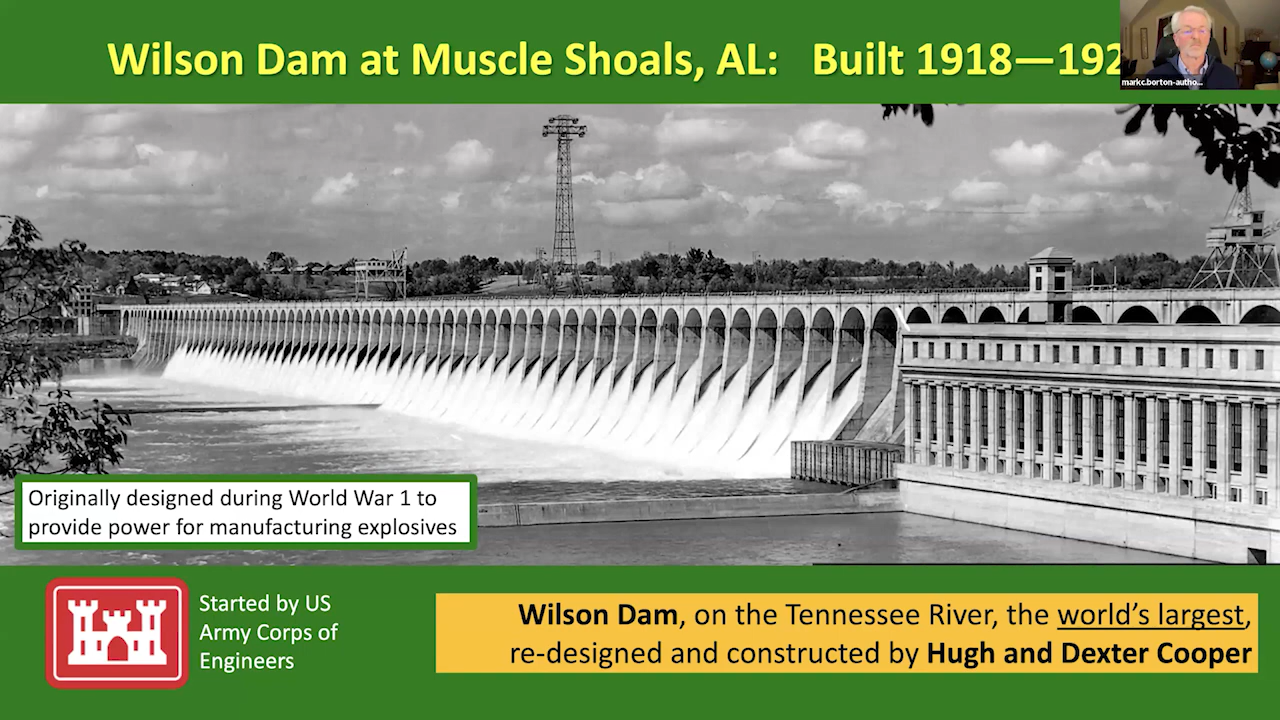 Wilson Dam at Muscle Shoals, AL: Built 1918—192
markc.borton-autho...
Originally designed during World War 1 to
provide power for manufacturing explosives
Started by US
Army Corps of
Engineers
Wilson Dam, on the Tennessee River, the world’s largest,
re-designed and constructed by Hugh and Dexter Cooper